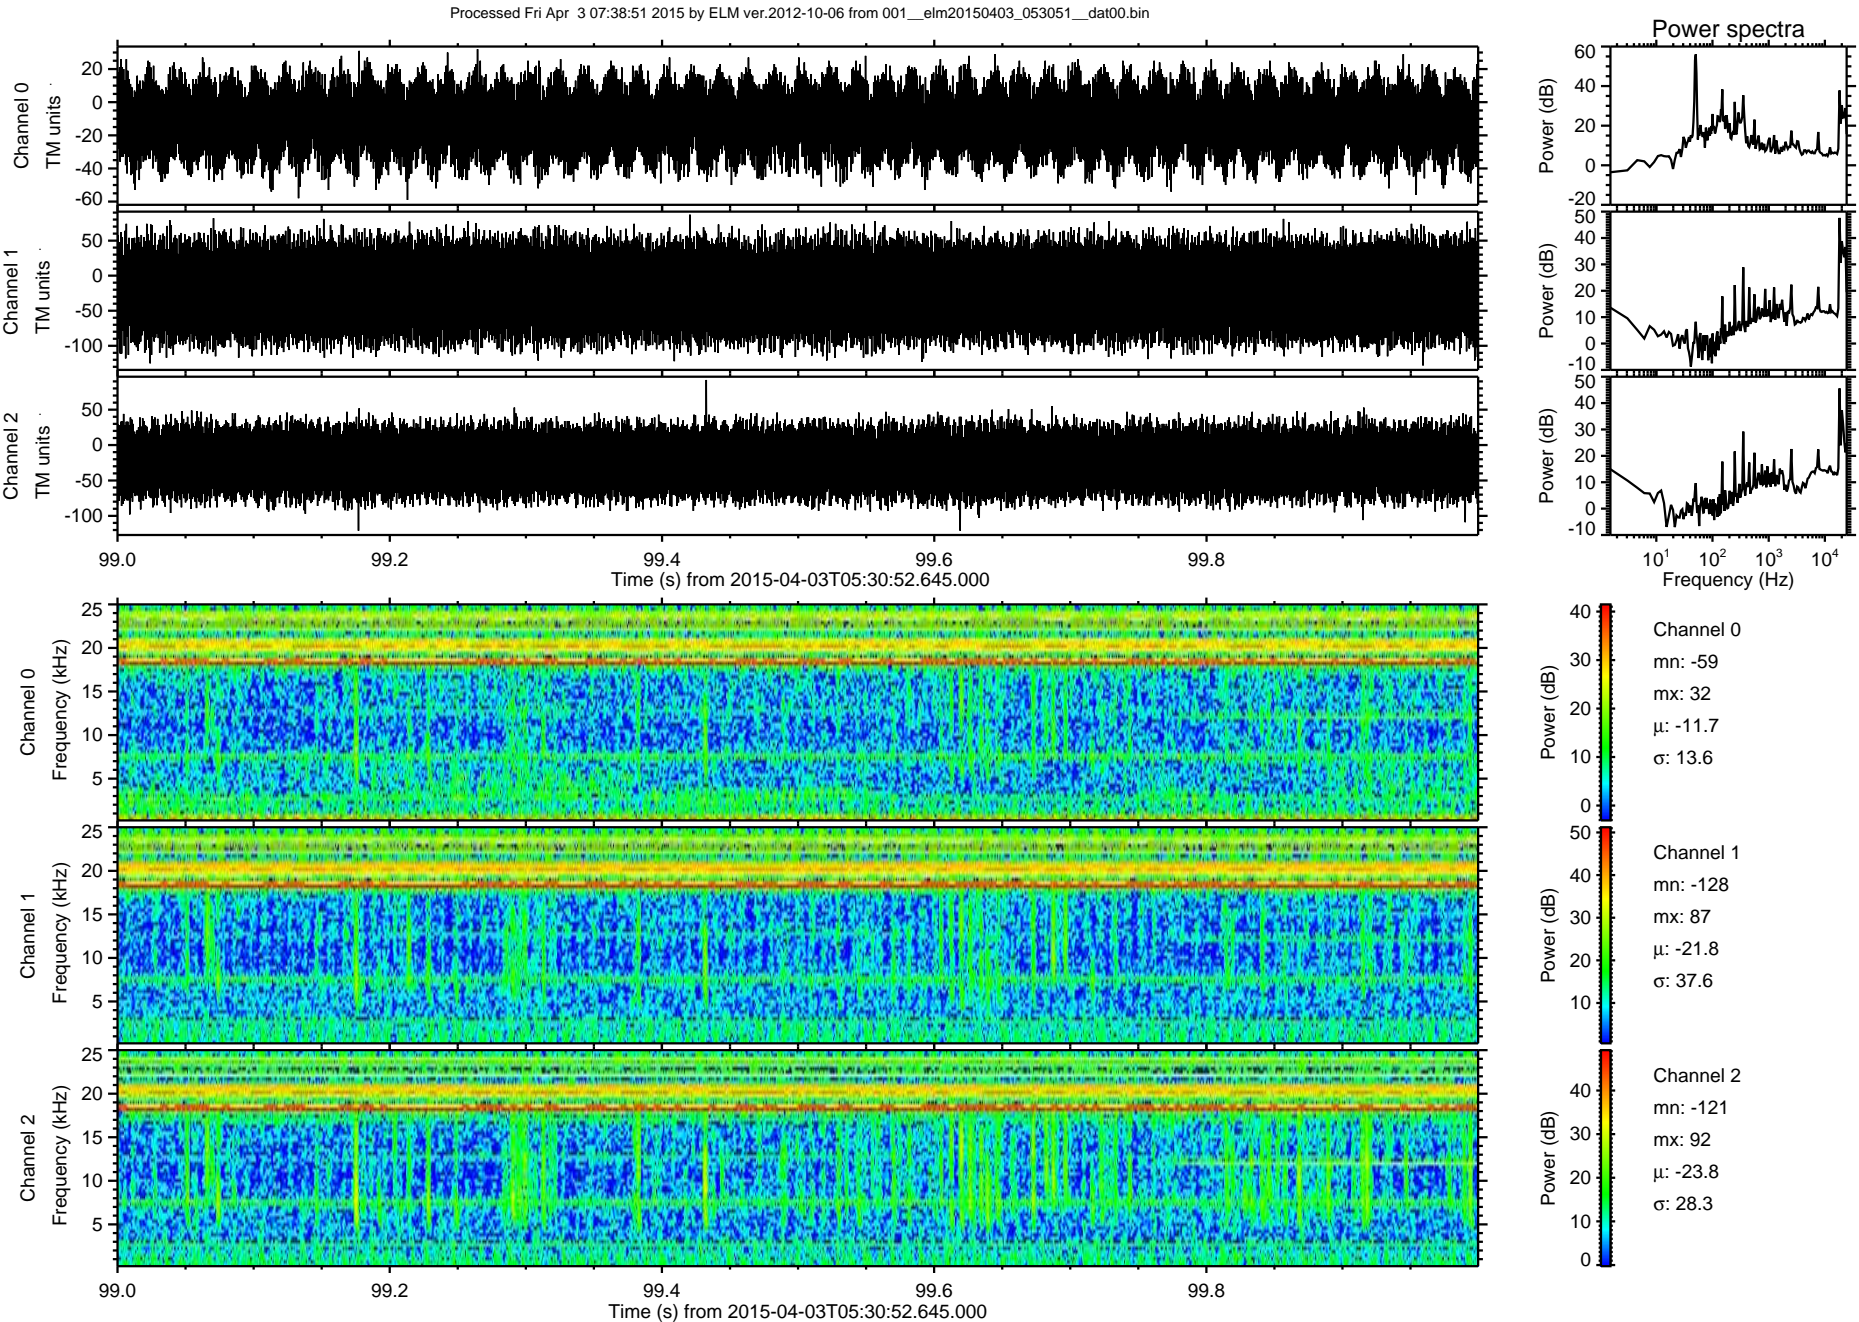 Processed Fri Apr 3 07:38:51 2015 by ELM ver.2012-10-06 from 001__elm20150403_053051__dat00.bin
Power spectra
Channel 0
TM units
20
0
-20
-40
-60
Power (dB)
60
40
20
0
-20
Channel 1
TM units
50
0
-50
-100
Power (dB)
50
40
30
20
10
0
-10
Channel 2
TM units
50
0
-50
-100
Power (dB)
50
40
30
20
10
0
-10
99.0 99.2 99.4 99.6 99.8
Time (s) from 2015-04-03T05:30:52.645.000
10¹ 10² 10³ 10⁴
Frequency (Hz)
Channel 0
Frequency (kHz)
25
20
15
10
5
Power (dB)
40
30
20
10
0
Channel 0
mn: -59
mx: 32
μ: -11.7
σ: 13.6
Channel 1
Frequency (kHz)
25
20
15
10
5
Power (dB)
50
40
30
20
10
Channel 1
mn: -128
mx: 87
μ: -21.8
σ: 37.6
Channel 2
Frequency (kHz)
25
20
15
10
5
Power (dB)
40
30
20
10
0
Channel 2
mn: -121
mx: 92
μ: -23.8
σ: 28.3
99.0 99.2 99.4 99.6 99.8
Time (s) from 2015-04-03T05:30:52.645.000